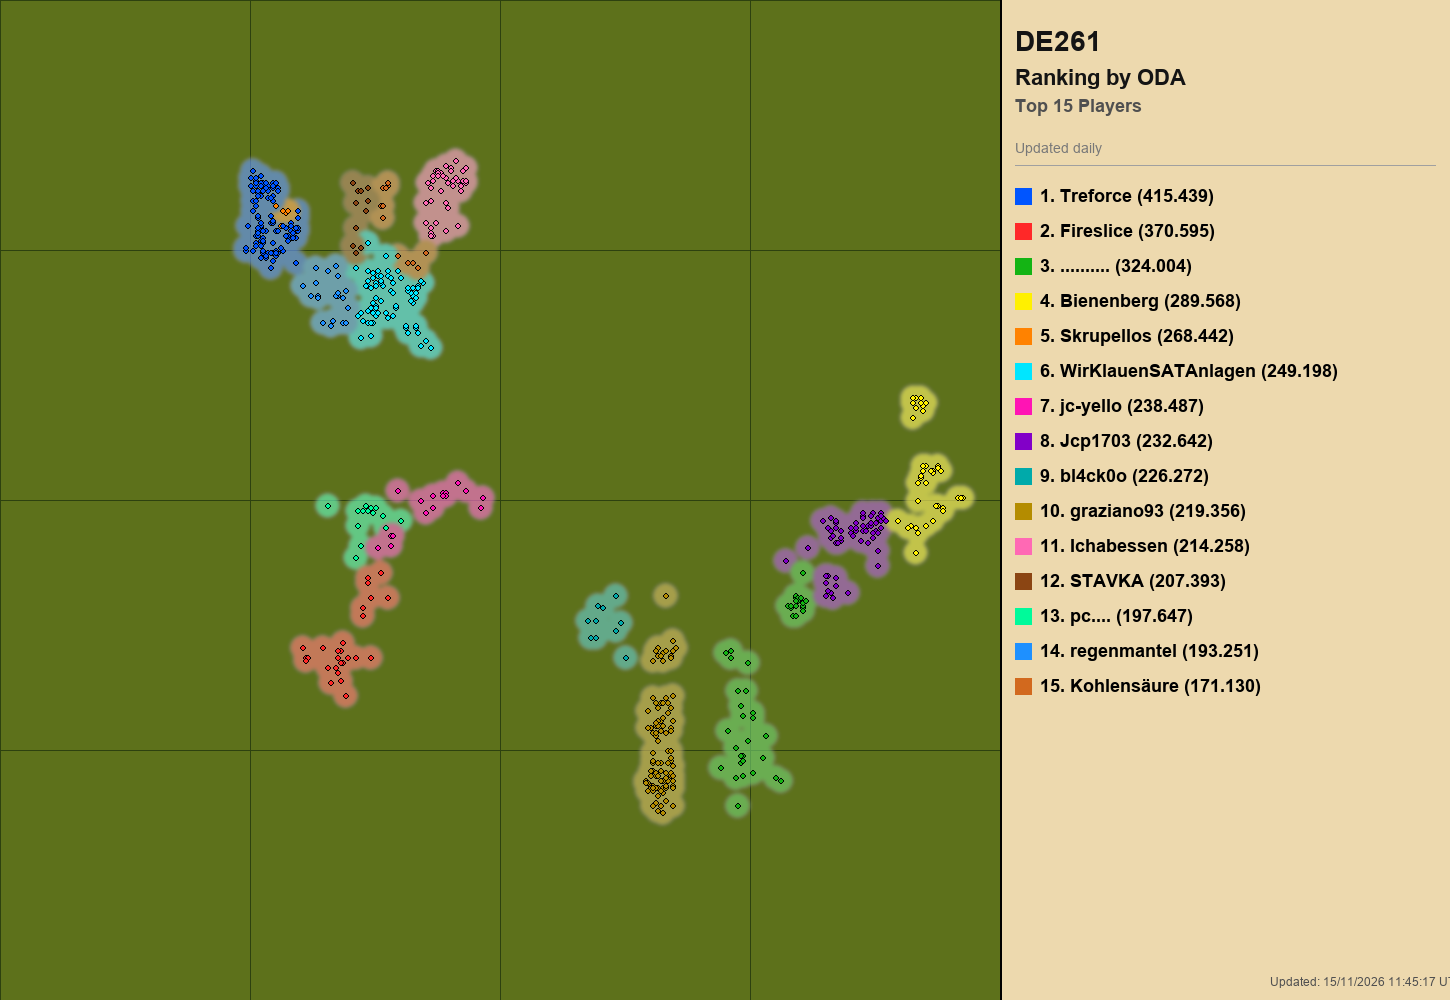 DE261
Ranking by ODA
Top 15 Players
Updated daily
1. Treforce (415.439)
2. Fireslice (370.595)
3. .......... (324.004)
4. Bienenberg (289.568)
5. Skrupellos (268.442)
6. WirKlauenSATAnlagen (249.198)
7. jc-yello (238.487)
8. Jcp1703 (232.642)
9. bl4ck0o (226.272)
10. graziano93 (219.356)
11. lchabessen (214.258)
12. STAVKA (207.393)
13. pc.... (197.647)
14. regenmantel (193.251)
15. Kohlensäure (171.130)
Updated: 15/11/2026 11:45:17 U